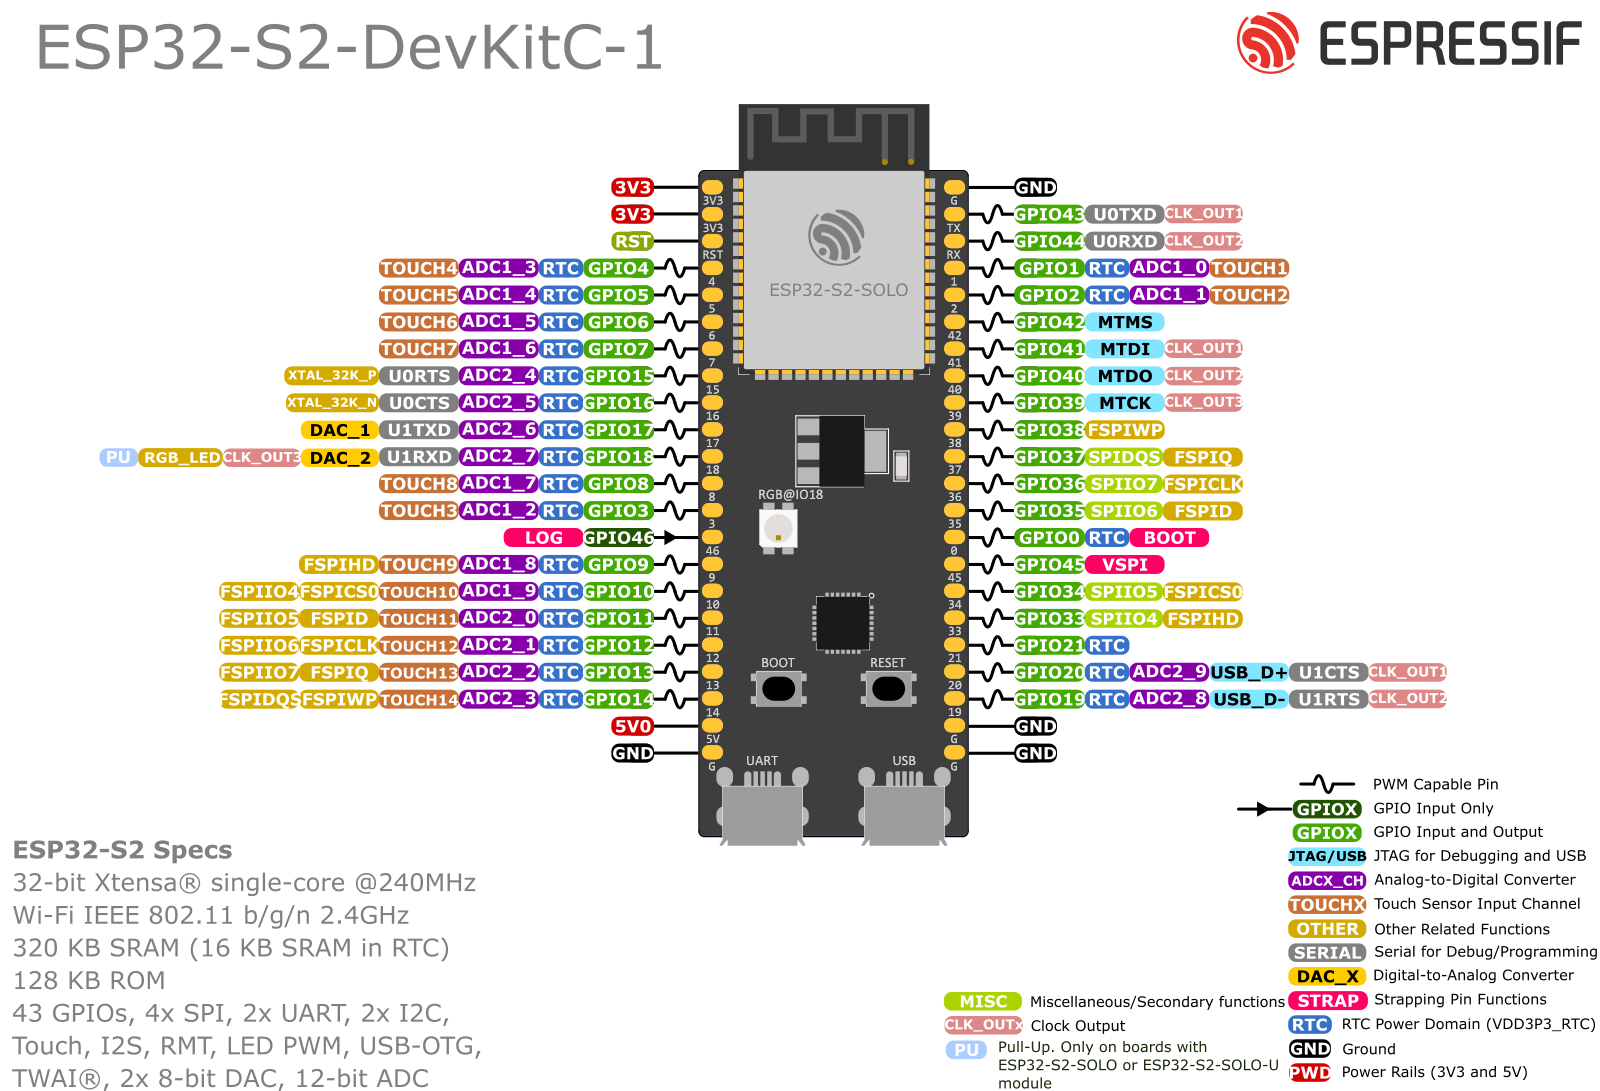 ESP32-S2-DevKitC-1
ESPRESSIF
3V3 3V3 GND G
3V3 3V3 GPIO43 U0TXD CLK_OUT1 TX
RST RST GPIO44 U0RXD CLK_OUT2 RX
TOUCH4 ADC1_3 RTC GPIO4 4 1 GPIO1 RTC ADC1_0 TOUCH1
ESP32-S2-SOLO
TOUCH5 ADC1_4 RTC GPIO5 5 2 GPIO2 RTC ADC1_1 TOUCH2
TOUCH6 ADC1_5 RTC GPIO6 6 42 GPIO42 MTMS
TOUCH7 ADC1_6 RTC GPIO7 7 41 GPIO41 MTDI CLK_OUT1
XTAL_32K_P U0RTS ADC2_4 RTC GPIO15 15 40 GPIO40 MTDO CLK_OUT2
XTAL_32K_N U0CTS ADC2_5 RTC GPIO16 16 39 GPIO39 MTCK CLK_OUT3
DAC_1 U1TXD ADC2_6 RTC GPIO17 17 38 GPIO38 FSPIWP
PU RGB_LED CLK_OUT3 DAC_2 U1RXD ADC2_7 RTC GPIO18 18 37 GPIO37 SPIDQS FSPIQ
TOUCH8 ADC1_7 RTC GPIO8 8 36 GPIO36 SPIIO7 FSPICLK
RGB@IO18
TOUCH3 ADC1_2 RTC GPIO3 3 35 GPIO35 SPIIO6 FSPID
LOG GPIO46 46 0 GPIO0 RTC BOOT
FSPIHD TOUCH9 ADC1_8 RTC GPIO9 9 45 GPIO45 VSPI
FSPIIO4 FSPICS0 TOUCH10 ADC1_9 RTC GPIO10 10 34 GPIO34 SPIIO5 FSPICS0
FSPIIO5 FSPID TOUCH11 ADC2_0 RTC GPIO11 11 33 GPIO33 SPIIO4 FSPIHD
FSPIIO6 FSPICLK TOUCH12 ADC2_1 RTC GPIO12 12 21 GPIO21 RTC
BOOT RESET
FSPIIO7 FSPIQ TOUCH13 ADC2_2 RTC GPIO13 13 20 GPIO20 RTC ADC2_9 USB_D+ U1CTS CLK_OUT1
FSPIDQS FSPIWP TOUCH14 ADC2_3 RTC GPIO14 14 19 GPIO19 RTC ADC2_8 USB_D- U1RTS CLK_OUT2
5V0 5V G GND
GND G G GND
UART USB
ESP32-S2 Specs
32-bit Xtensa® single-core @240MHz
Wi-Fi IEEE 802.11 b/g/n 2.4GHz
320 KB SRAM (16 KB SRAM in RTC)
128 KB ROM
43 GPIOs, 4x SPI, 2x UART, 2x I2C,
Touch, I2S, RMT, LED PWM, USB-OTG,
TWAI®, 2x 8-bit DAC, 12-bit ADC
MISC Miscellaneous/Secondary functions
CLK_OUTx Clock Output
PU Pull-Up. Only on boards with
ESP32-S2-SOLO or ESP32-S2-SOLO-U
module
PWM Capable Pin
GPIOX GPIO Input Only
GPIOX GPIO Input and Output
JTAG/USB JTAG for Debugging and USB
ADCX_CH Analog-to-Digital Converter
TOUCHX Touch Sensor Input Channel
OTHER Other Related Functions
SERIAL Serial for Debug/Programming
DAC_X Digital-to-Analog Converter
STRAP Strapping Pin Functions
RTC RTC Power Domain (VDD3P3_RTC)
GND Ground
PWD Power Rails (3V3 and 5V)